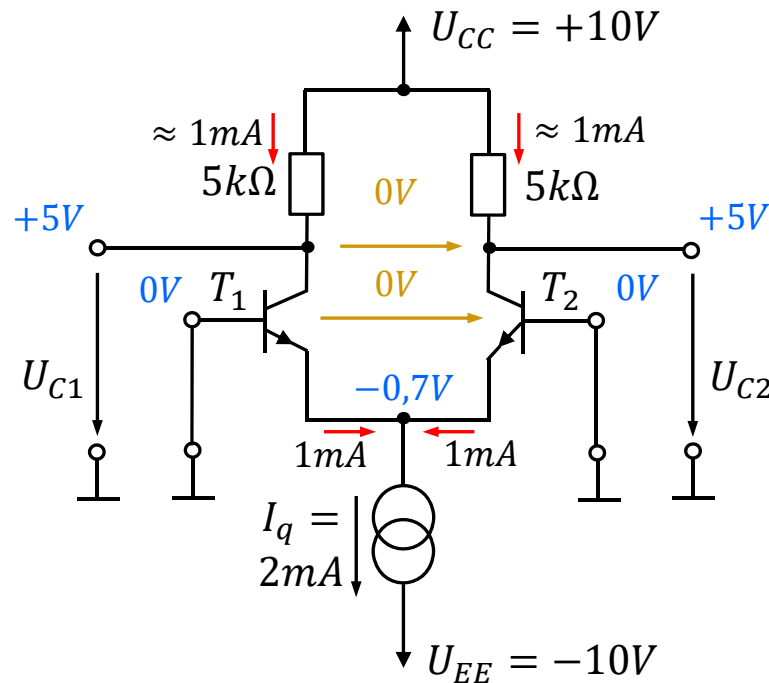 U_CC = +10V
≈ 1mA
≈ 1mA
5kΩ
0V
5kΩ
+5V
+5V
0V
T_1
0V
T_2
0V
U_C1
−0,7V
U_C2
1mA
1mA
I_q =
2mA
U_EE = −10V